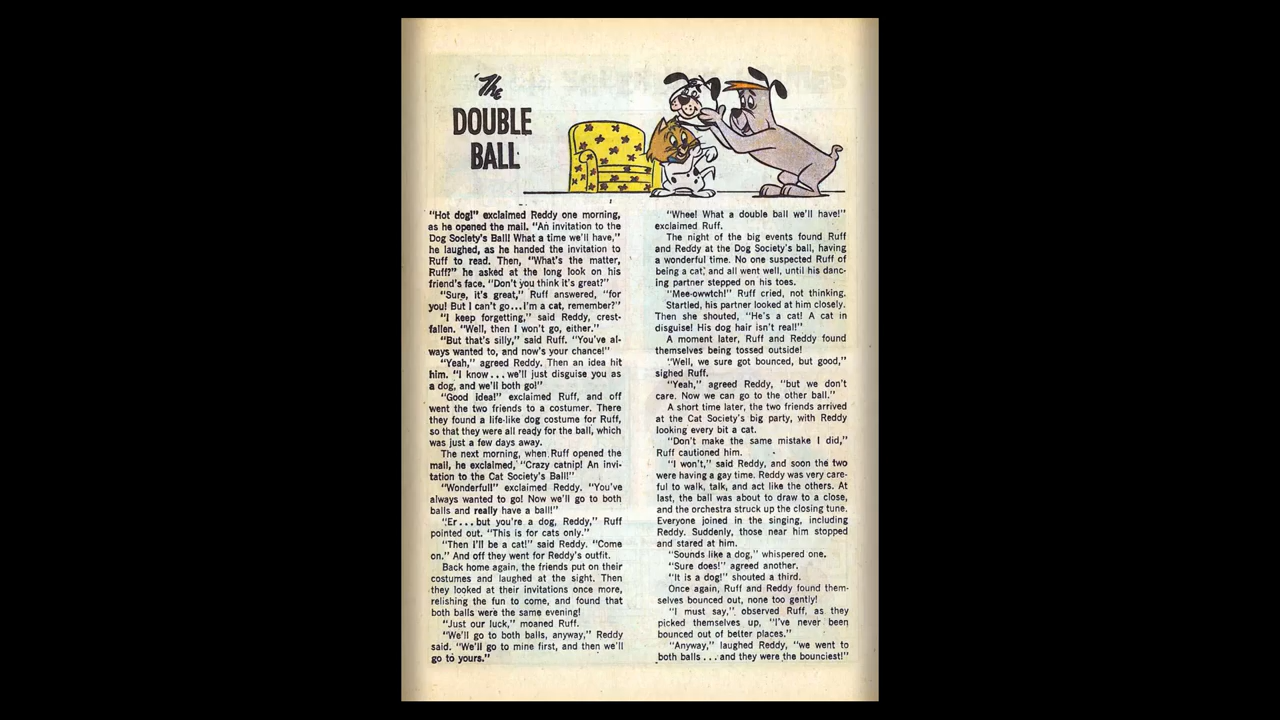 The
DOUBLE
BALL
"Hot dog!" exclaimed Reddy one morning,
as he opened the mail. "An invitation to the
Dog Society's Ball! What a time we'll have,"
he laughed, as he handed the invitation to
Ruff to read. Then, "What's the matter,
Ruff?" he asked at the long look on his
friend's face. "Don't you think it's great?"
"Sure, it's great," Ruff answered, "for
you! But I can't go...I'm a cat, remember?"
"I keep forgetting," said Reddy, crest-
fallen. "Well, then I won't go, either."
"But that's silly," said Ruff. "You've al-
ways wanted to, and now's your chance!"
"Yeah," agreed Reddy. Then an idea hit
him. "I know...we'll just disguise you as
a dog, and we'll both go!"
"Good idea!" exclaimed Ruff, and off
went the two friends to a costumer. There
they found a life-like dog costume for Ruff,
so that they were all ready for the ball, which
was just a few days away.
The next morning, when Ruff opened the
mail, he exclaimed, "Crazy catnip! An invi-
tation to the Cat Society's Ball!"
"Wonderful!" exclaimed Reddy. "You've
always wanted to go! Now we'll go to both
balls and really have a ball!"
"Er...but you're a dog, Reddy," Ruff
pointed out. "This is for cats only."
"Then I'll be a cat!" said Reddy. "Come
on." And off they went for Reddy's outfit.
Back home again, the friends put on their
costumes and laughed at the sight. Then
they looked at their invitations once more,
relishing the fun to come, and found that
both balls were the same evening!
"Just our luck," moaned Ruff.
"We'll go to both balls, anyway," Reddy
said. "We'll go to mine first, and then we'll
go to yours."
"Whee! What a double ball we'll have!"
exclaimed Ruff.
The night of the big events found Ruff
and Reddy at the Dog Society's ball, having
a wonderful time. No one suspected Ruff of
being a cat, and all went well, until his danc-
ing partner stepped on his toes.
"Mee-owwtch!" Ruff cried, not thinking.
Startled, his partner looked at him closely.
Then she shouted, "He's a cat! A cat in
disguise! His dog hair isn't real!"
A moment later, Ruff and Reddy found
themselves being tossed outside!
"Well, we sure got bounced, but good,"
sighed Ruff.
"Yeah," agreed Reddy, "but we don't
care. Now we can go to the other ball."
A short time later, the two friends arrived
at the Cat Society's big party, with Reddy
looking every bit a cat.
"Don't make the same mistake I did,"
Ruff cautioned him.
"I won't," said Reddy, and soon the two
were having a gay time. Reddy was very care-
ful to walk, talk, and act like the others. At
last, the ball was about to draw to a close,
and the orchestra struck up the closing tune.
Everyone joined in the singing, including
Reddy. Suddenly, those near him stopped
and stared at him.
"Sounds like a dog," whispered one.
"Sure does!" agreed another.
"It is a dog!" shouted a third.
Once again, Ruff and Reddy found them-
selves bounced out, none too gently!
"I must say," observed Ruff, as they
picked themselves up, "I've never been
bounced out of better places."
"Anyway," laughed Reddy, "we went to
both balls...and they were the bounciest!"